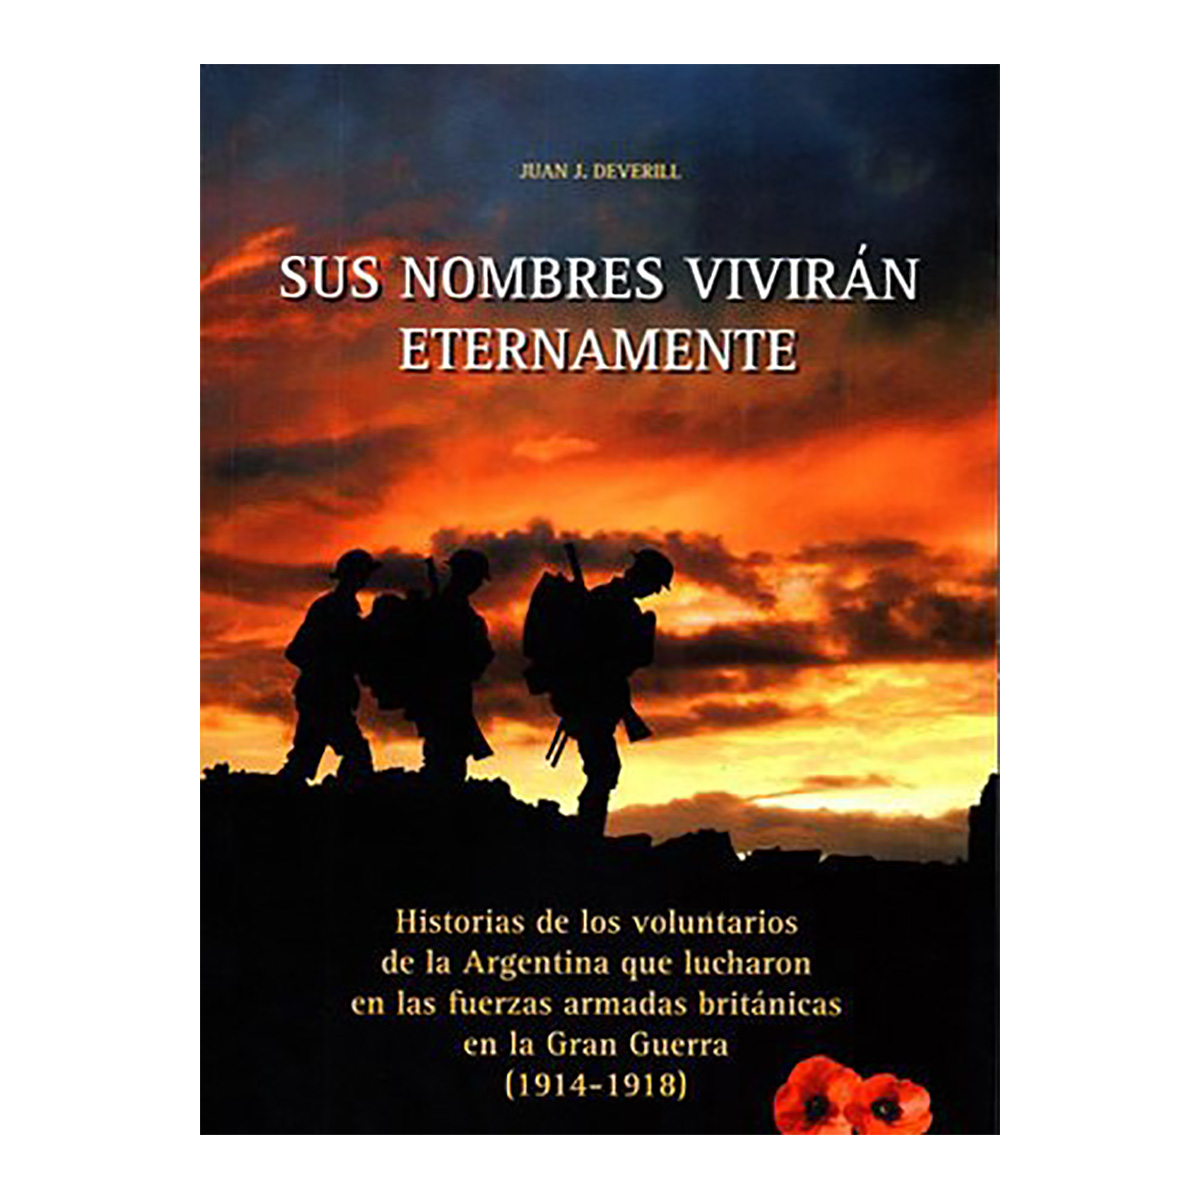 JUAN J. DEVERILL
SUS NOMBRES VIVIRÁN
ETERNAMENTE
Historias de los voluntarios
de la Argentina que lucharon
en las fuerzas armadas británicas
en la Gran Guerra
(1914-1918)